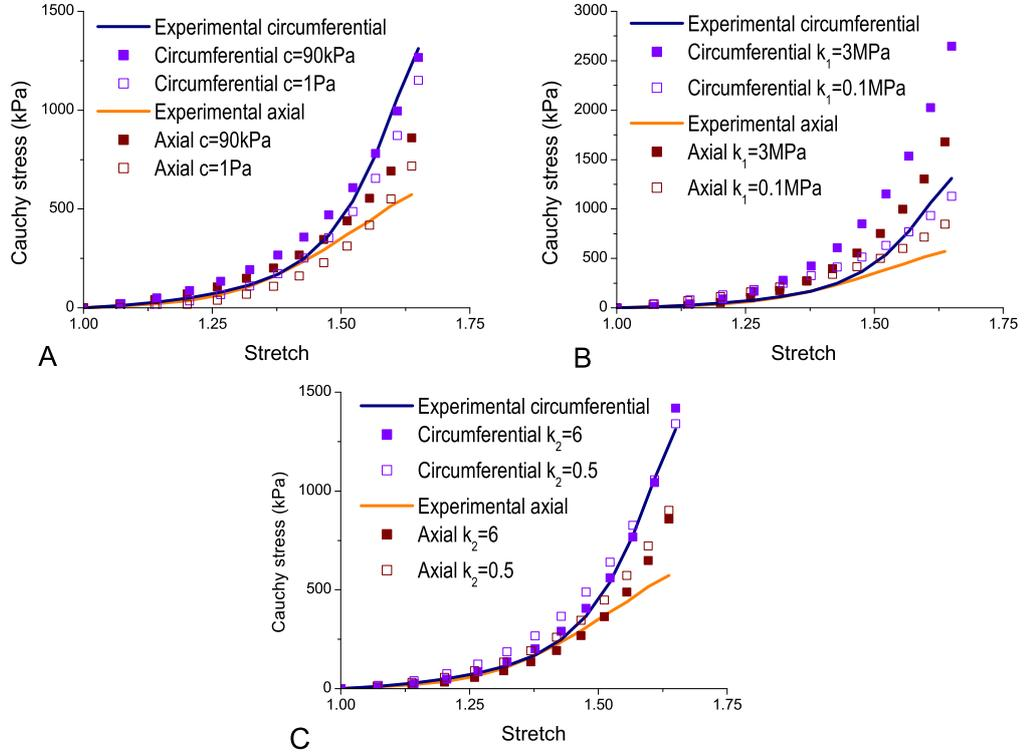 1500
1000
500
0
1.00
1.25
1.50
1.75
Cauchy stress (kPa)
Stretch
Experimental circumferential
Circumferential c=90kPa
Circumferential c=1Pa
Experimental axial
Axial c=90kPa
Axial c=1Pa
A
3000
2500
2000
1500
1000
500
0
1.00
1.25
1.50
1.75
Cauchy stress (kPa)
Stretch
Experimental circumferential
Circumferential k1=3MPa
Circumferential k1=0.1MPa
Experimental axial
Axial k1=3MPa
Axial k1=0.1MPa
B
1500
1000
500
0
1.00
1.25
1.50
1.75
Cauchy stress (kPa)
Stretch
Experimental circumferential
Circumferential k2=6
Circumferential k2=0.5
Experimental axial
Axial k2=6
Axial k2=0.5
C